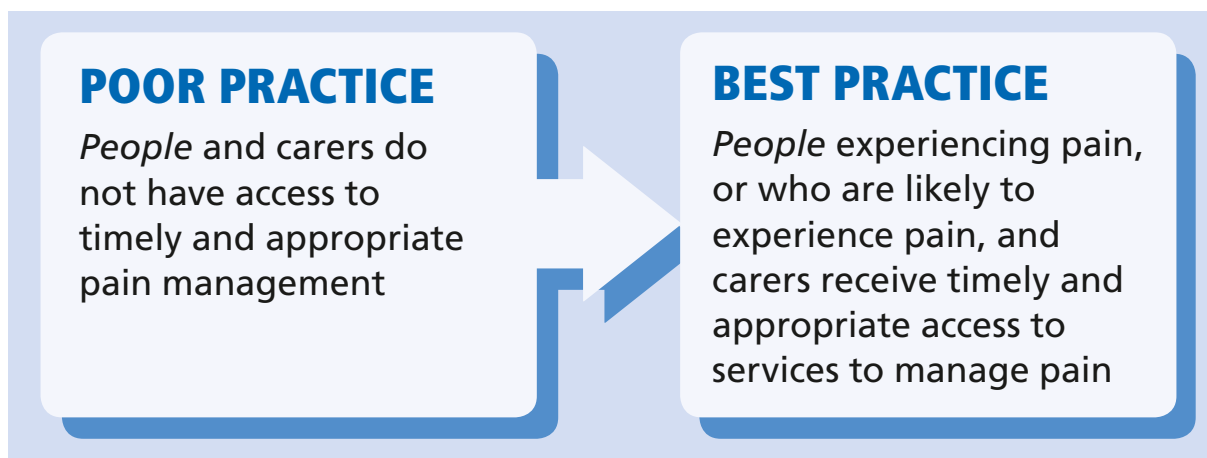 POOR PRACTICE
People and carers do
not have access to
timely and appropriate
pain management
BEST PRACTICE
People experiencing pain,
or who are likely to
experience pain, and
carers receive timely and
appropriate access to
services to manage pain